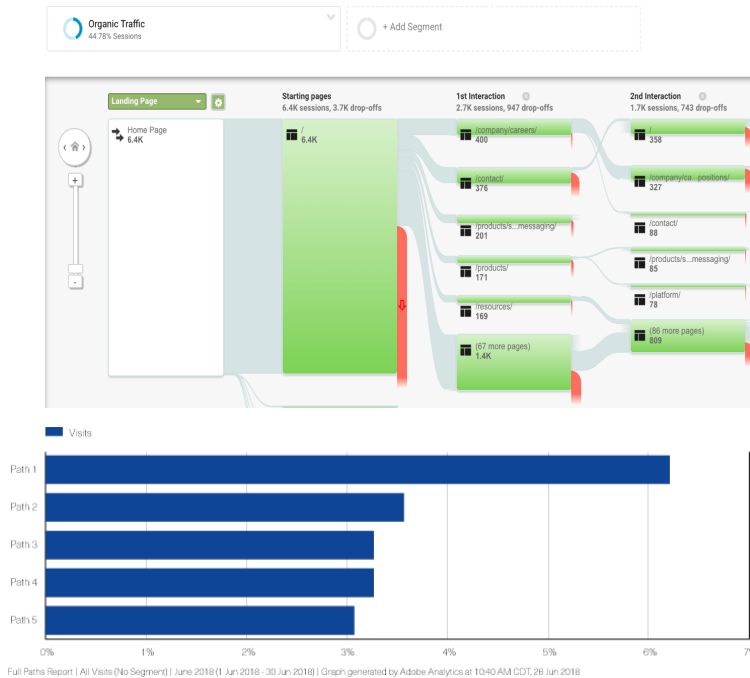 Organic Traffic
44.78% Sessions
+ Add Segment
Landing Page
Starting pages
6.4K sessions, 3.7K drop-offs
1st Interaction
2.7K sessions, 947 drop-offs
2nd Interaction
1.7K sessions, 743 drop-offs
Home Page
6.4K
/
6.4K
/company/careers/
400
/contact/
376
/products/s...messaging/
201
/products/
171
/resources/
169
(67 more pages)
1.4K
/
358
/company/ca...positions/
327
/contact/
88
/products/s...messaging/
85
/platform/
78
(86 more pages)
809
+
-
Visits
Path 1
Path 2
Path 3
Path 4
Path 5
0% 1% 2% 3% 4% 5% 6% 7%
Full Paths Report | All Visits (No Segment) | June 2018 (1 Jun 2018 - 30 Jun 2018) | Graph generated by Adobe Analytics at 10:40 AM CDT, 26 Jun 2018